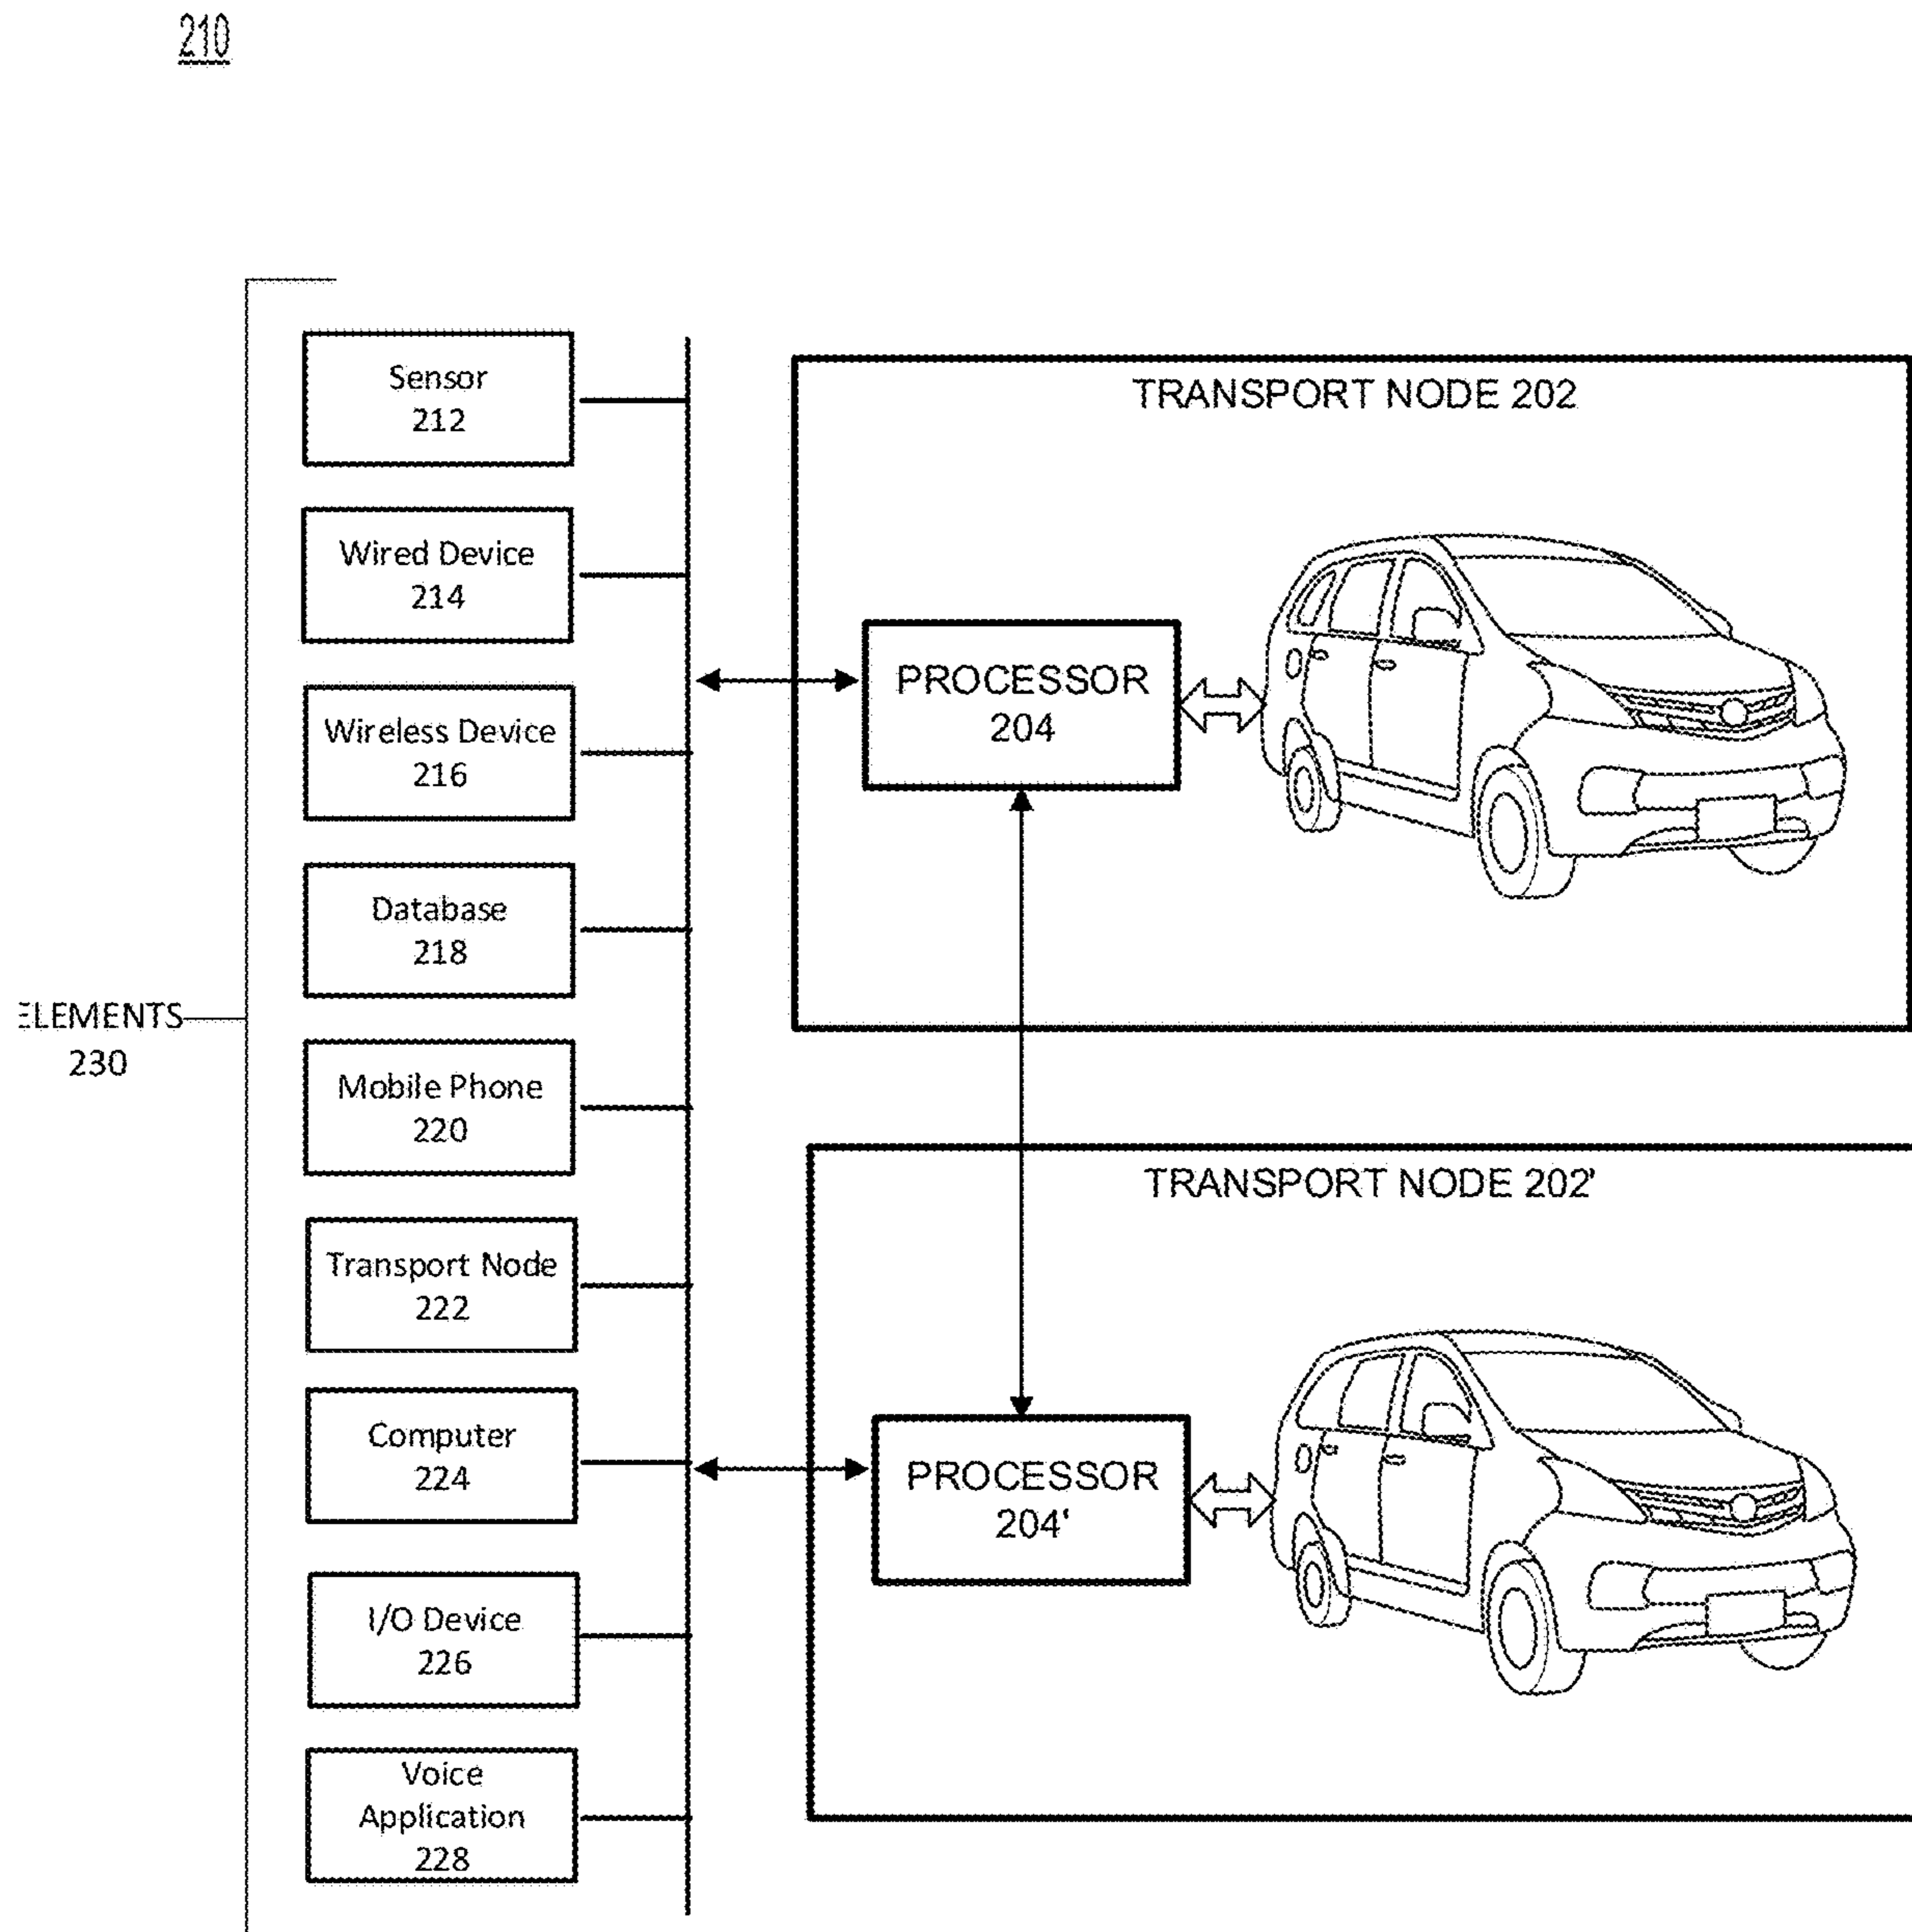 210
Sensor
212
Wired Device
214
Wireless Device
216
Database
218
ELEMENTS
230
Mobile Phone
220
Transport Node
222
Computer
224
I/O Device
226
Voice
Application
228
TRANSPORT NODE 202
PROCESSOR
204
TRANSPORT NODE 202'
PROCESSOR
204'